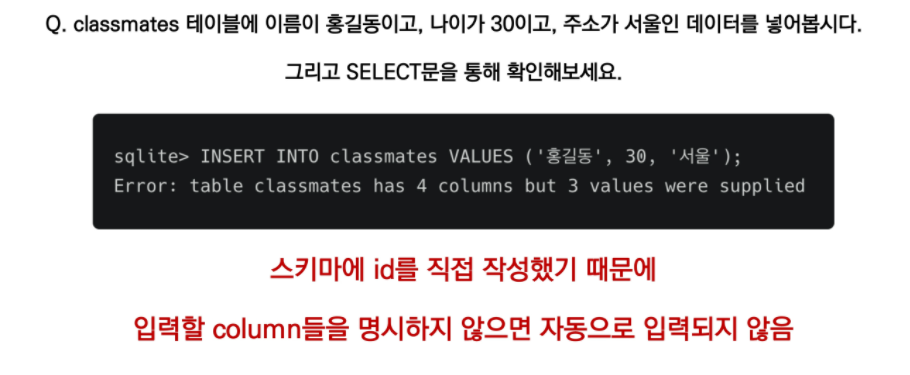 Q. classmates 테이블에 이름이 홍길동이고, 나이가 30이고, 주소가 서울인 데이터를 넣어봅시다.
그리고 SELECT문을 통해 확인해보세요.
sqlite> INSERT INTO classmates VALUES ('홍길동', 30, '서울');
Error: table classmates has 4 columns but 3 values were supplied
스키마에 id를 직접 작성했기 때문에
입력할 column들을 명시하지 않으면 자동으로 입력되지 않음